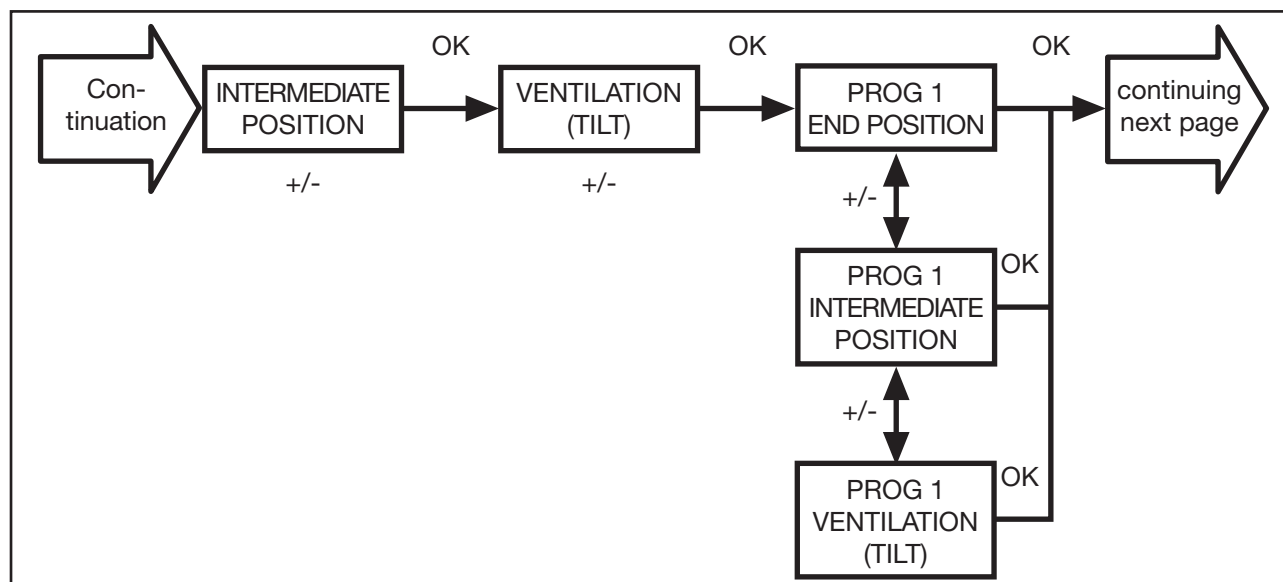 OK
OK
OK
Con-
tinuation
INTERMEDIATE
POSITION
VENTILATION
(TILT)
PROG 1
END POSITION
continuing
next page
+/-
+/-
+/-
PROG 1
INTERMEDIATE
POSITION
OK
+/-
PROG 1
VENTILATION
(TILT)
OK